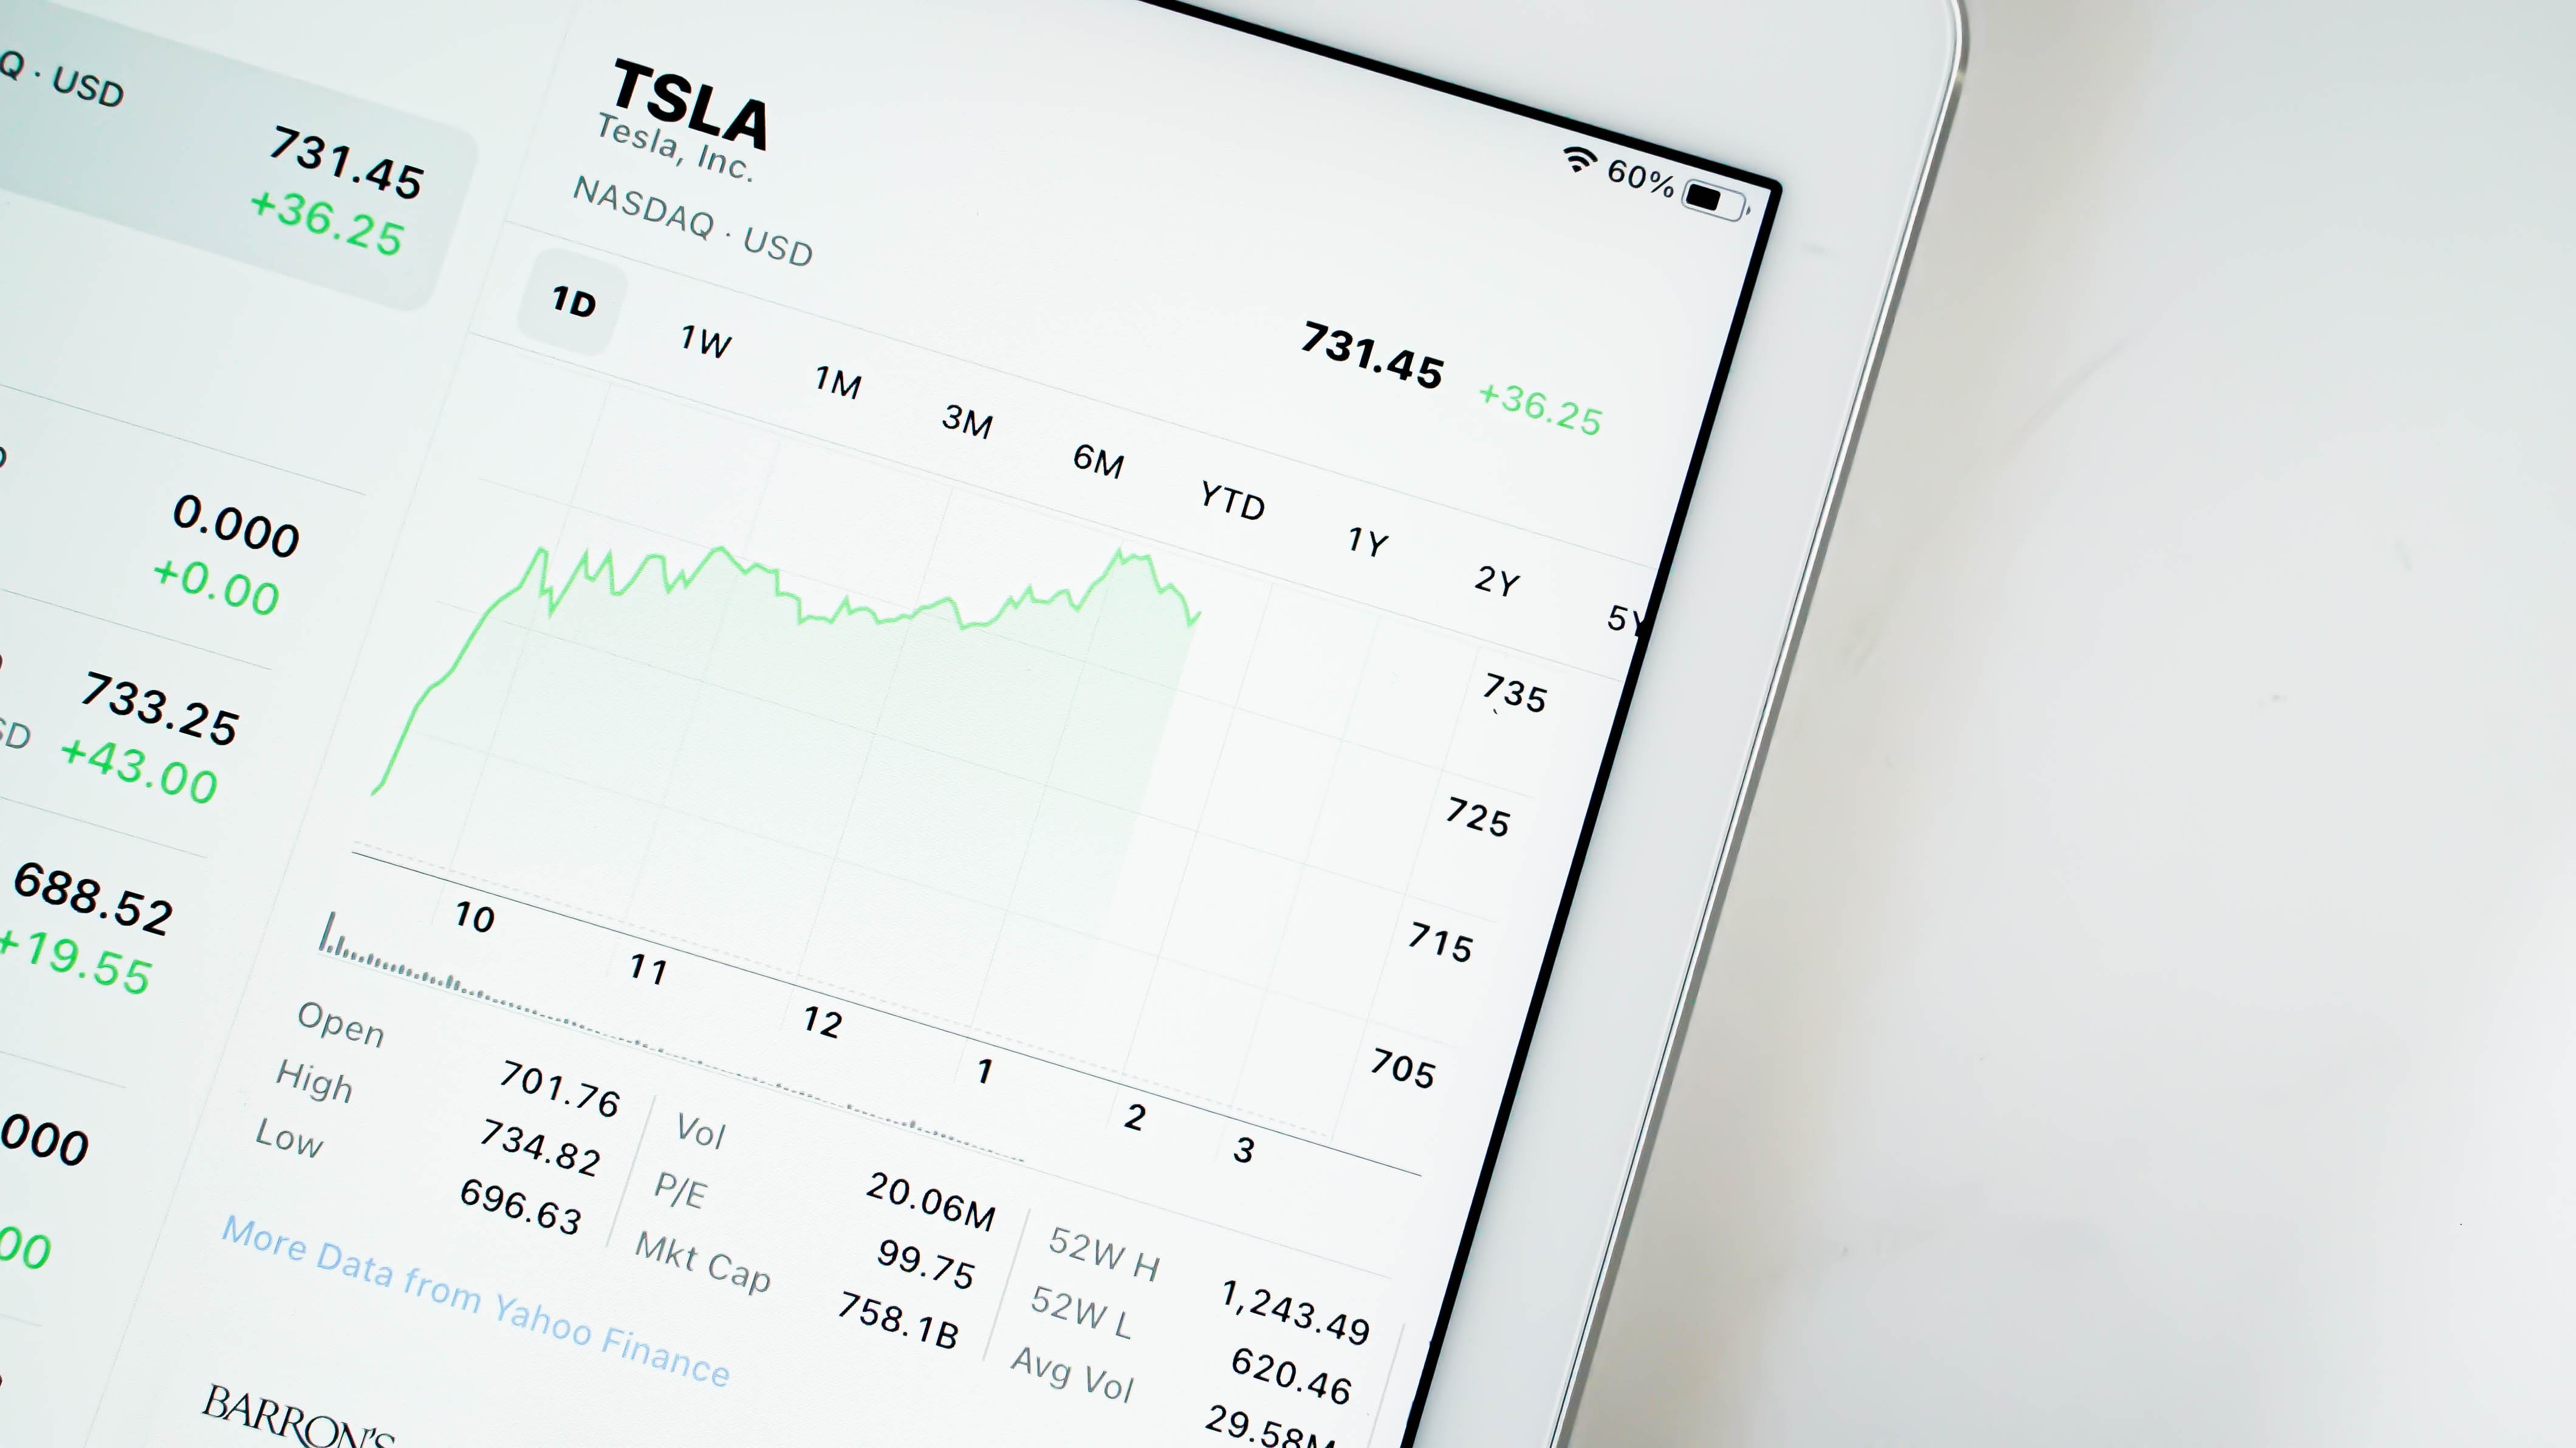 Q · USD
731.45
+36.25
0.000
+0.00
733.25
SD
+43.00
688.52
+19.55
000
00
60%
TSLA
Tesla, Inc.
NASDAQ · USD
731.45 +36.25
1D 1W 1M 3M 6M YTD 1Y 2Y 5Y
735
725
715
705
10 11 12 1 2 3
Open 701.76
High 734.82
Low 696.63
Vol 20.06M
P/E 99.75
Mkt Cap 758.1B
52W H 1,243.49
52W L 620.46
Avg Vol 29.58M
More Data from Yahoo Finance
BARRON'S